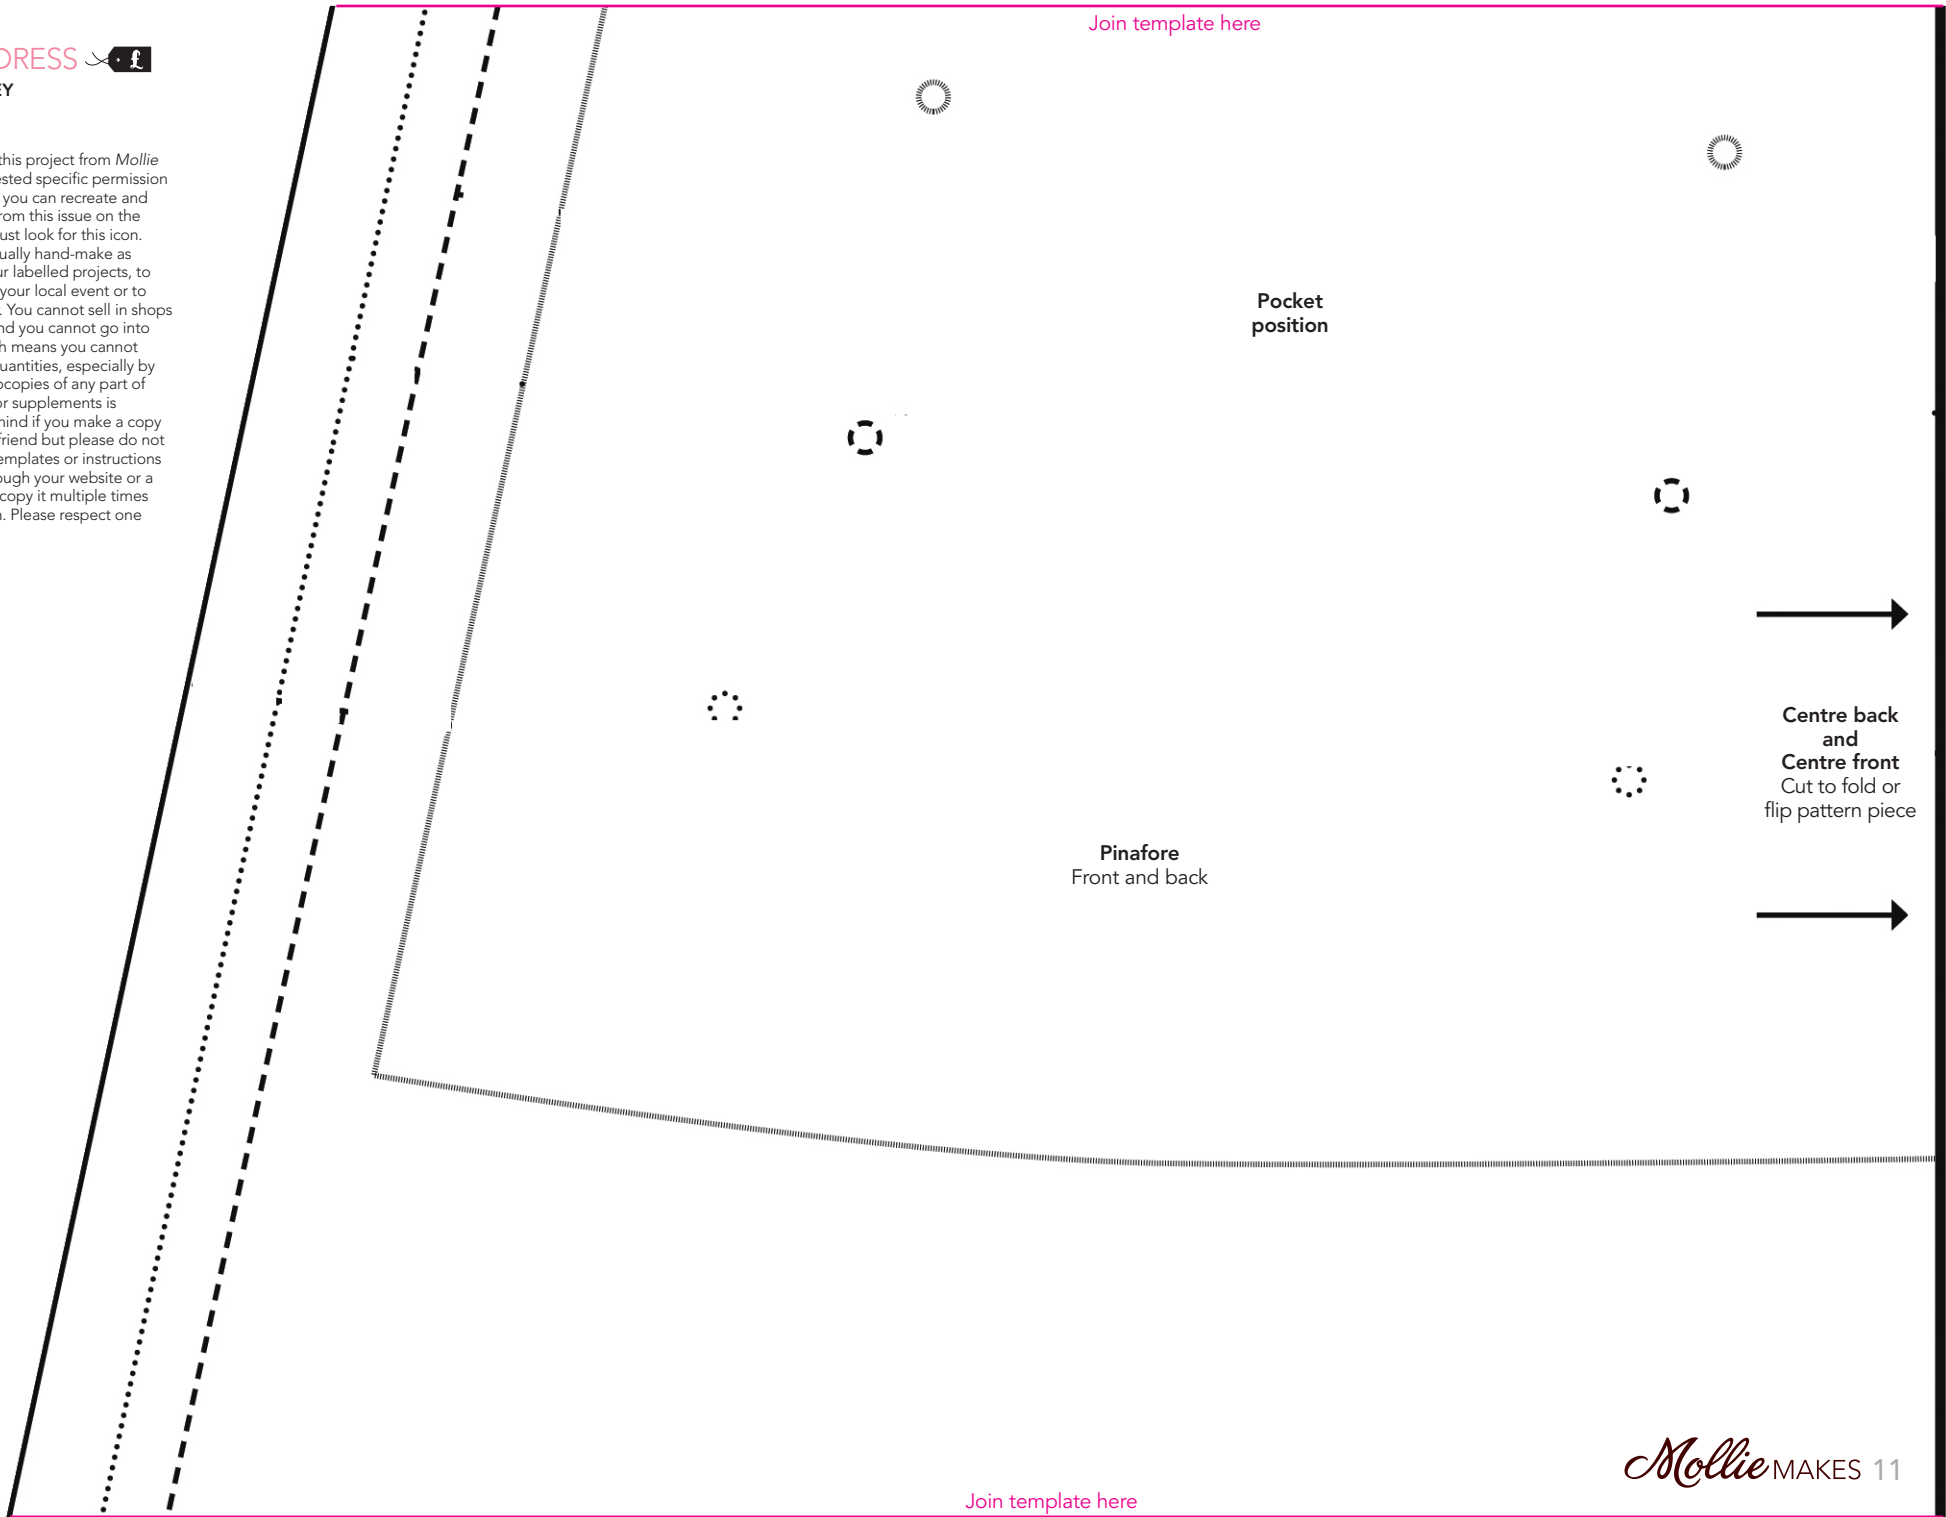 Join template here
DRESS £
EY
this project from Mollie
ested specific permission
you can recreate and
rom this issue on the
ust look for this icon.
ually hand-make as
ur labelled projects, to
your local event or to
. You cannot sell in shops
nd you cannot go into
h means you cannot
uantities, especially by
ocopies of any part of
or supplements is
mind if you make a copy
friend but please do not
emplates or instructions
ough your website or a
copy it multiple times
n. Please respect one
Pocket
position
Centre back
and
Centre front
Cut to fold or
flip pattern piece
Pinafore
Front and back
Mollie MAKES 11
Join template here